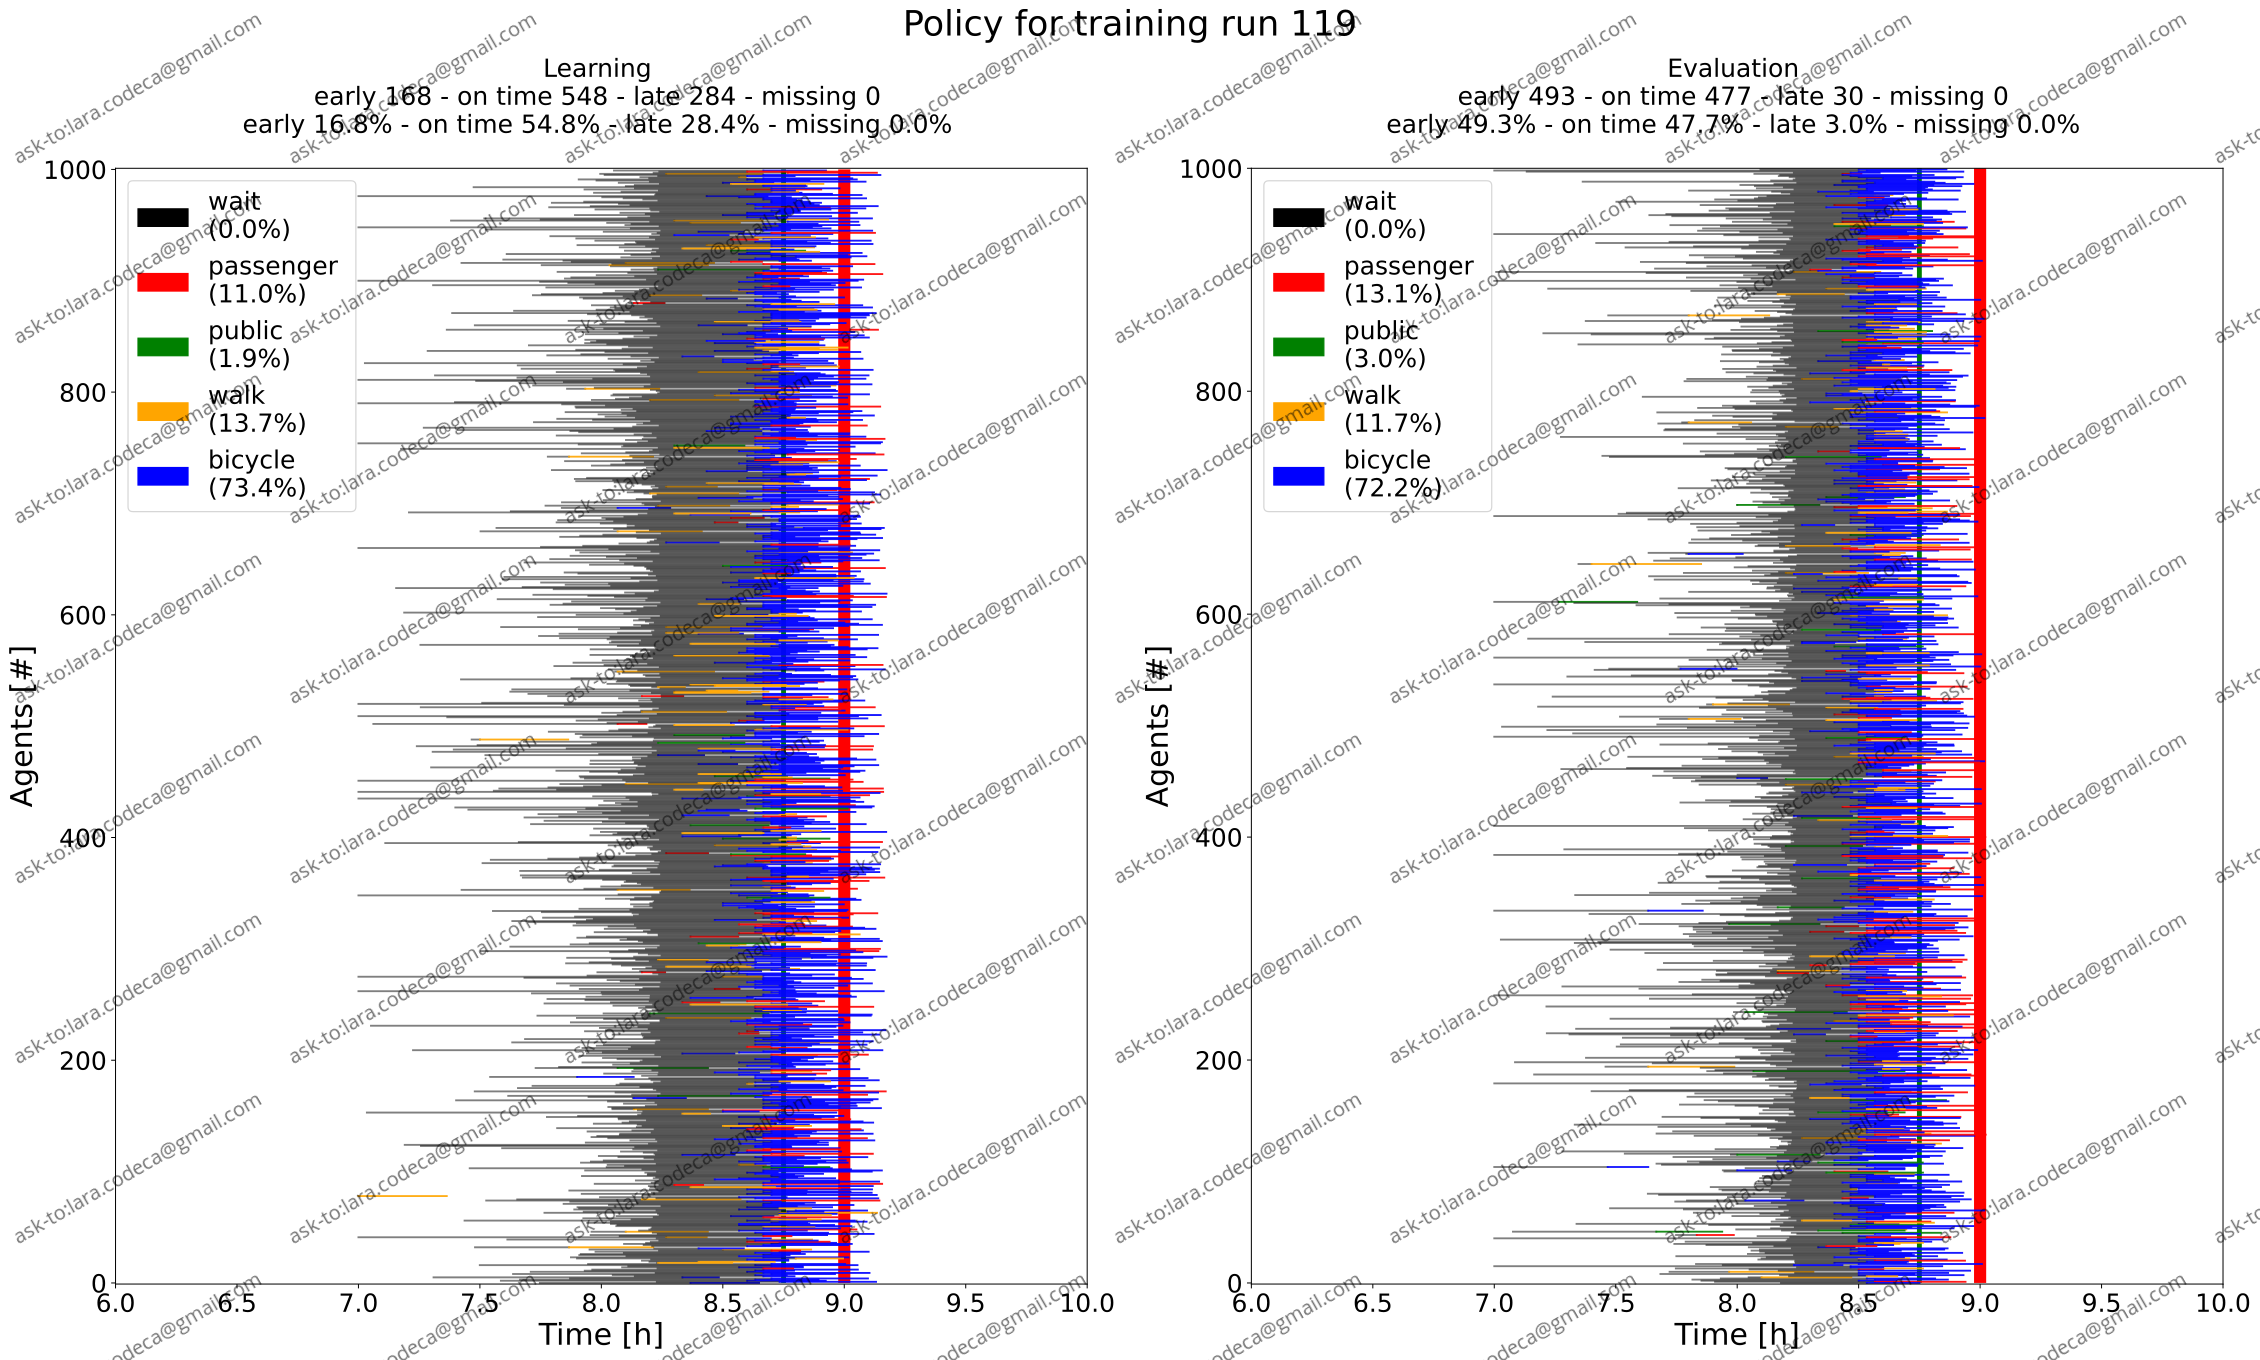 Policy for training run 119
Learning
early 168 - on time 548 - late 284 - missing 0
early 16.8% - on time 54.8% - late 28.4% - missing 0.0%
1000
800
600
400
200
0
Agents [#]
wait
(0.0%)
passenger
(11.0%)
public
(1.9%)
walk
(13.7%)
bicycle
(73.4%)
6.0 6.5 7.0 7.5 8.0 8.5 9.0 9.5 10.0
Time [h]
Evaluation
early 493 - on time 477 - late 30 - missing 0
early 49.3% - on time 47.7% - late 3.0% - missing 0.0%
1000
800
600
400
200
0
Agents [#]
wait
(0.0%)
passenger
(13.1%)
public
(3.0%)
walk
(11.7%)
bicycle
(72.2%)
6.0 6.5 7.0 7.5 8.0 8.5 9.0 9.5 10.0
Time [h]
ask-to:lara.codeca@gmail.com